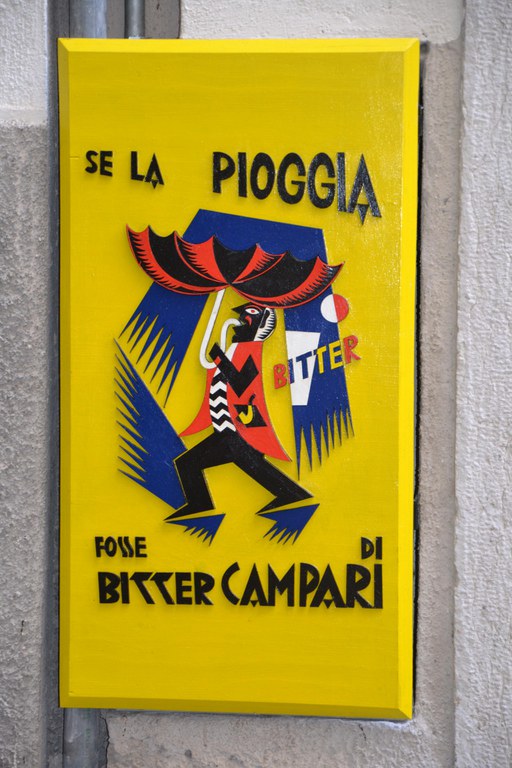 SE LA PIOGGIA
BITTER
FOSSE DI
BITTER CAMPARI